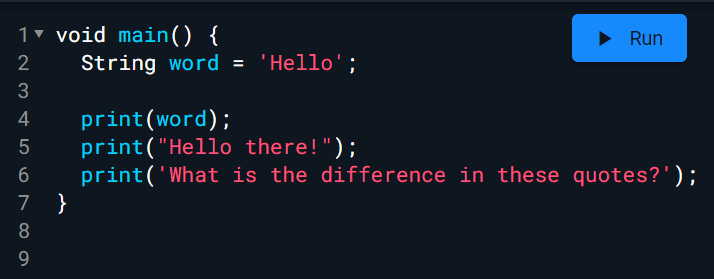 1 void main() {
Run
2   String word = 'Hello';
3
4   print(word);
5   print("Hello there!");
6   print('What is the difference in these quotes?');
7 }
8
9